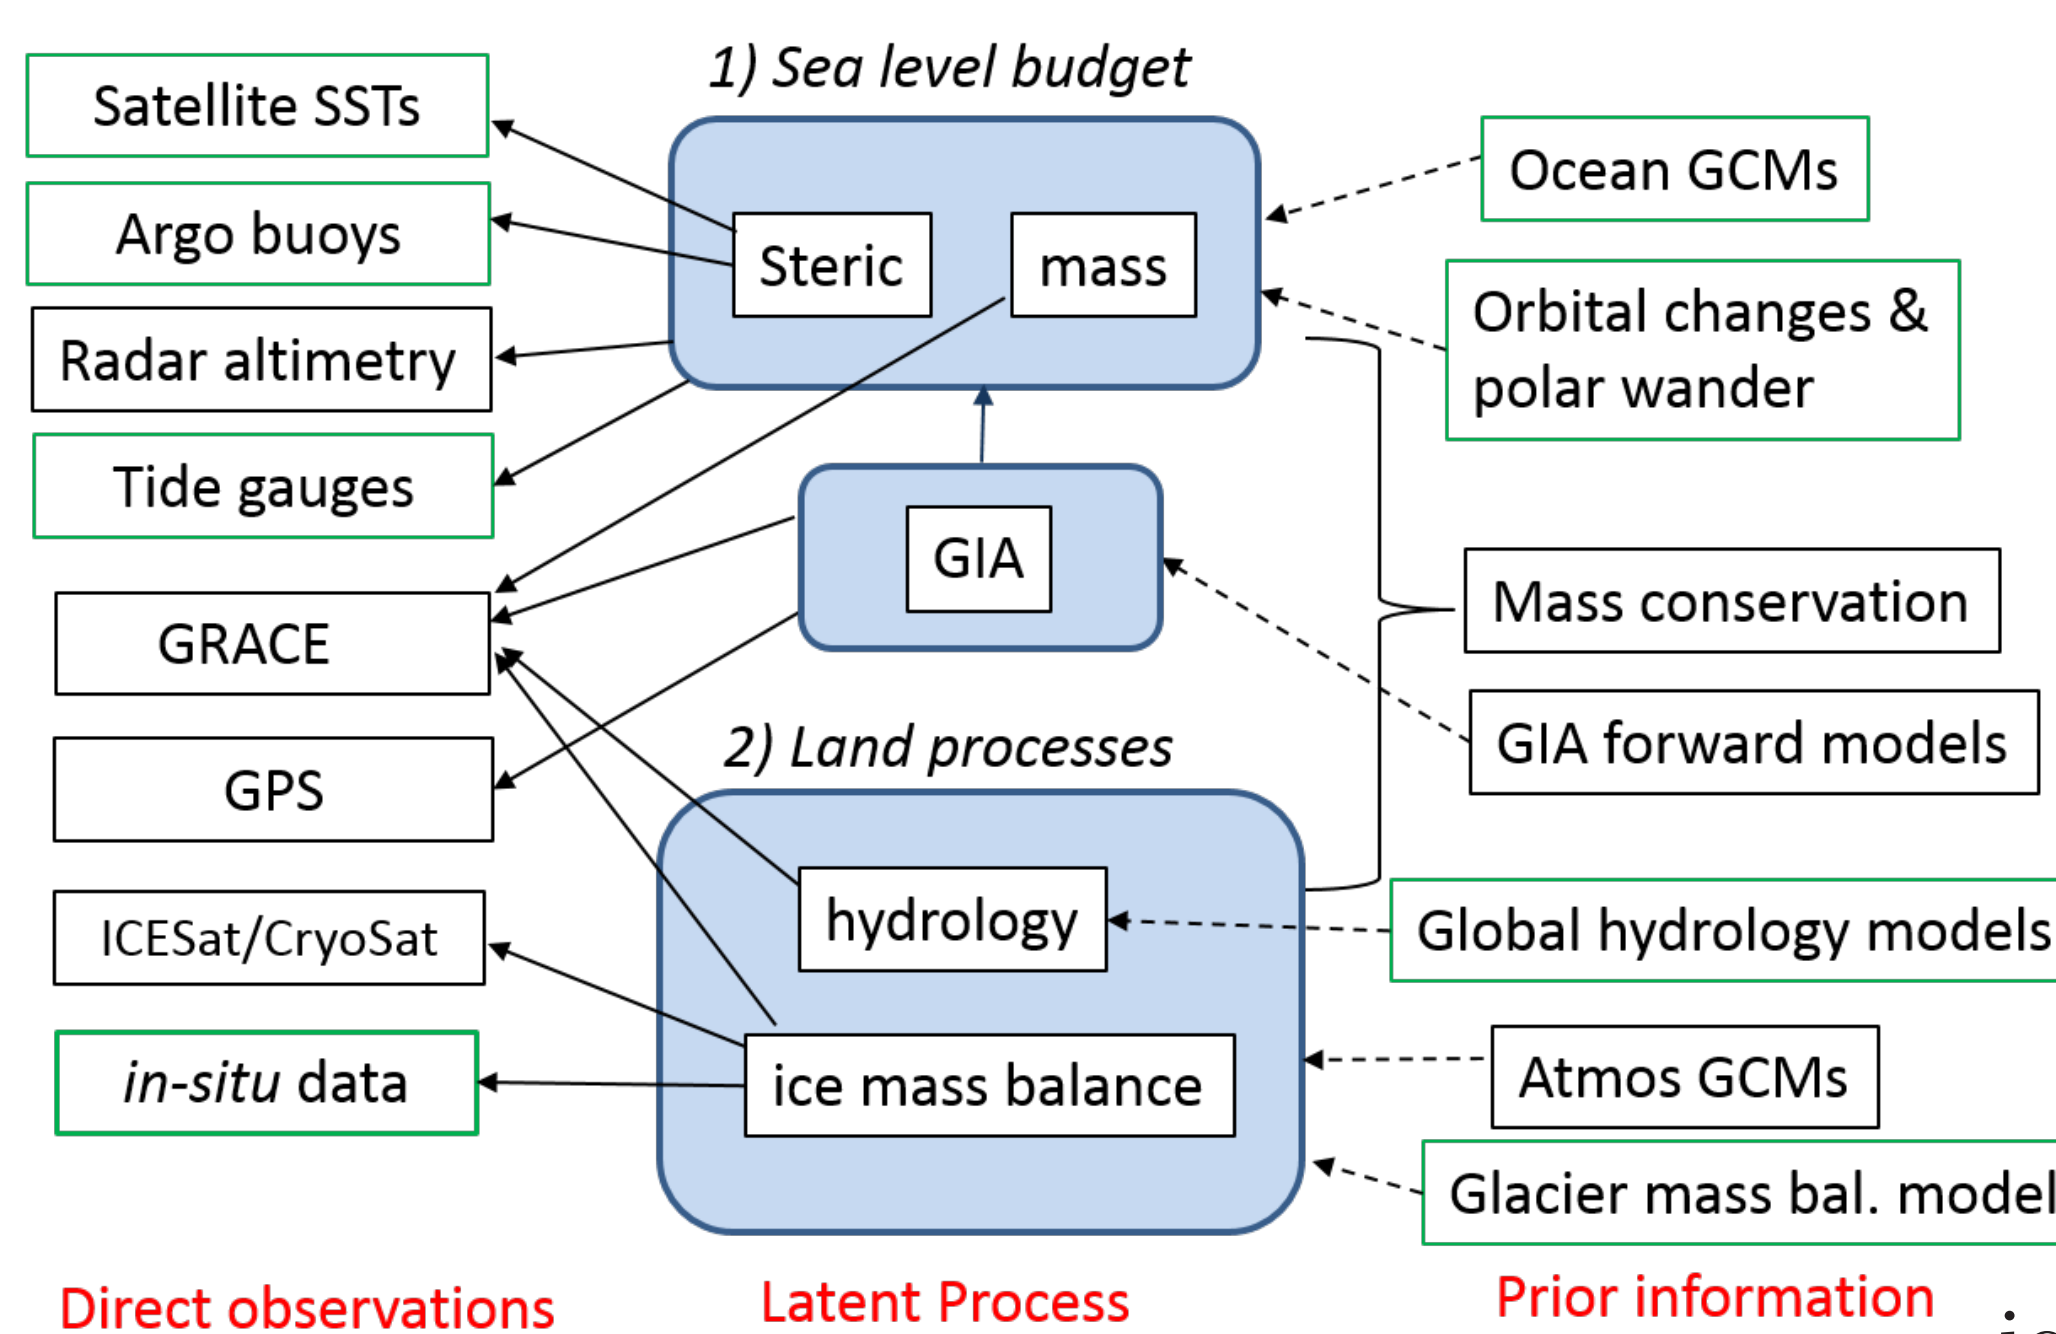 1) Sea level budget
Satellite SSTs
Argo buoys
Radar altimetry
Tide gauges
GRACE
GPS
ICESat/CryoSat
in-situ data
Direct observations
Steric
mass
GIA
2) Land processes
hydrology
ice mass balance
Latent Process
Ocean GCMs
Orbital changes &
polar wander
Mass conservation
GIA forward models
Global hydrology models
Atmos GCMs
Glacier mass bal. model
Prior information